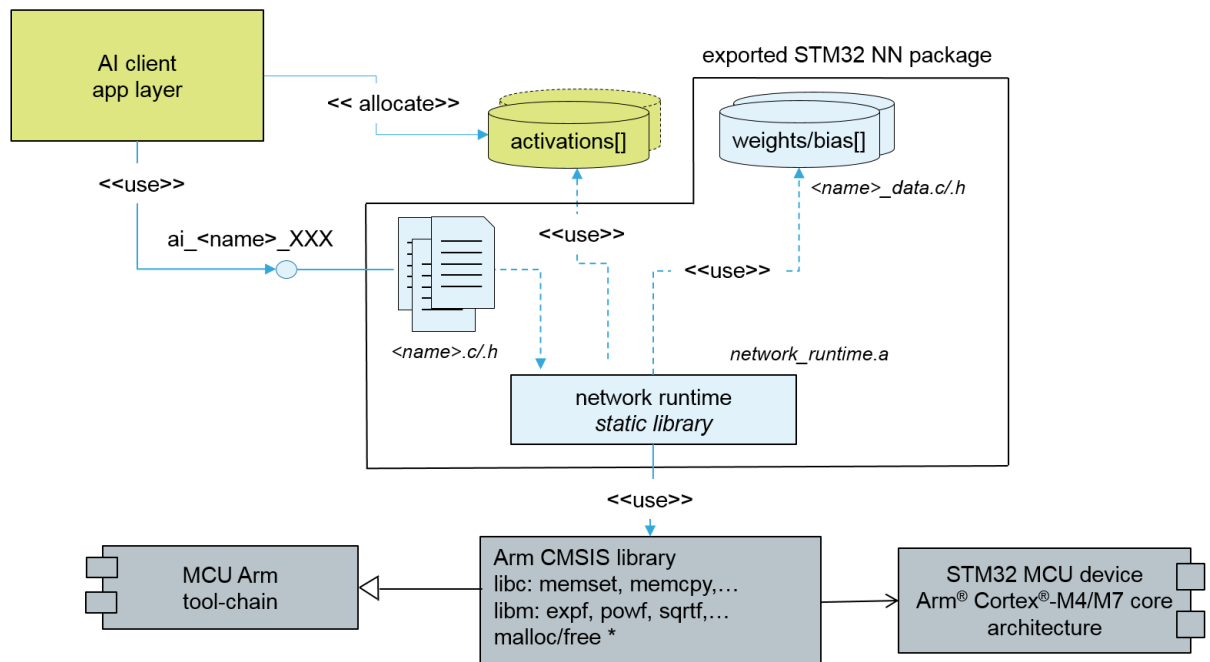 AI client
app layer
exported STM32 NN package
<< allocate>>
activations[]
weights/bias[]
<<use>>
<name>_data.c/.h
ai_<name>_XXX
<<use>>
<<use>>
<name>.c/.h
network_runtime.a
network runtime
static library
<<use>>
MCU Arm
tool-chain
Arm CMSIS library
libc: memset, memcpy,…
libm: expf, powf, sqrtf,…
malloc/free *
STM32 MCU device
Arm® Cortex®-M4/M7 core
architecture